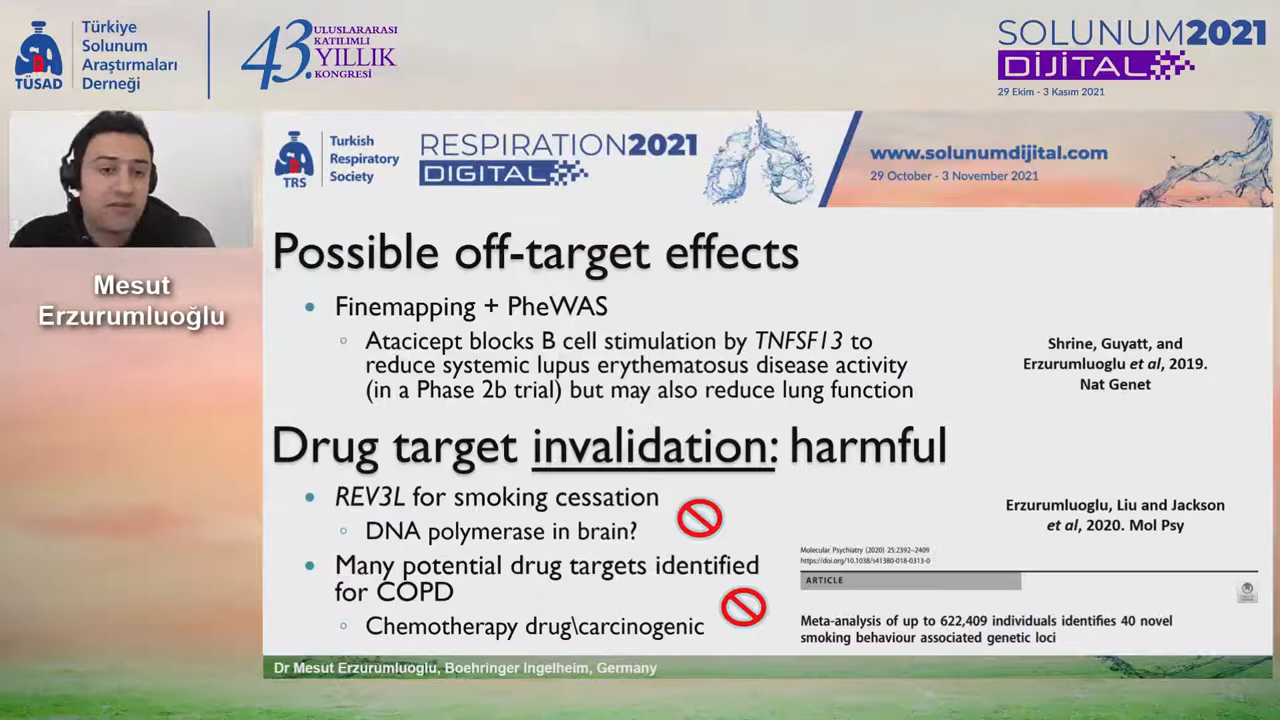 Türkiye
Solunum
Araştırmaları
Derneği
TÜSAD
43. ULUSLARARASI
KATILIMLI
YILLIK
KONGRESİ
SOLUNUM2021
DİJİTAL
29 Ekim - 3 Kasım 2021
Mesut
Erzurumluoğlu
TRS
Turkish
Respiratory
Society
RESPIRATION2021
DIGITAL
www.solunumdijital.com
29 October - 3 November 2021
Possible off-target effects
• Finemapping + PheWAS
◦ Atacicept blocks B cell stimulation by TNFSF13 to
reduce systemic lupus erythematosus disease activity
(in a Phase 2b trial) but may also reduce lung function
Shrine, Guyatt, and
Erzurumluoglu et al, 2019.
Nat Genet
Drug target invalidation: harmful
• REV3L for smoking cessation
◦ DNA polymerase in brain?
• Many potential drug targets identified
for COPD
◦ Chemotherapy drug\carcinogenic
Erzurumluoglu, Liu and Jackson
et al, 2020. Mol Psy
Molecular Psychiatry (2020) 25:2392–2409
https://doi.org/10.1038/s41380-018-0313-0
ARTICLE
Meta-analysis of up to 622,409 individuals identifies 40 novel
smoking behaviour associated genetic loci
Dr Mesut Erzurumluoglu, Boehringer Ingelheim, Germany